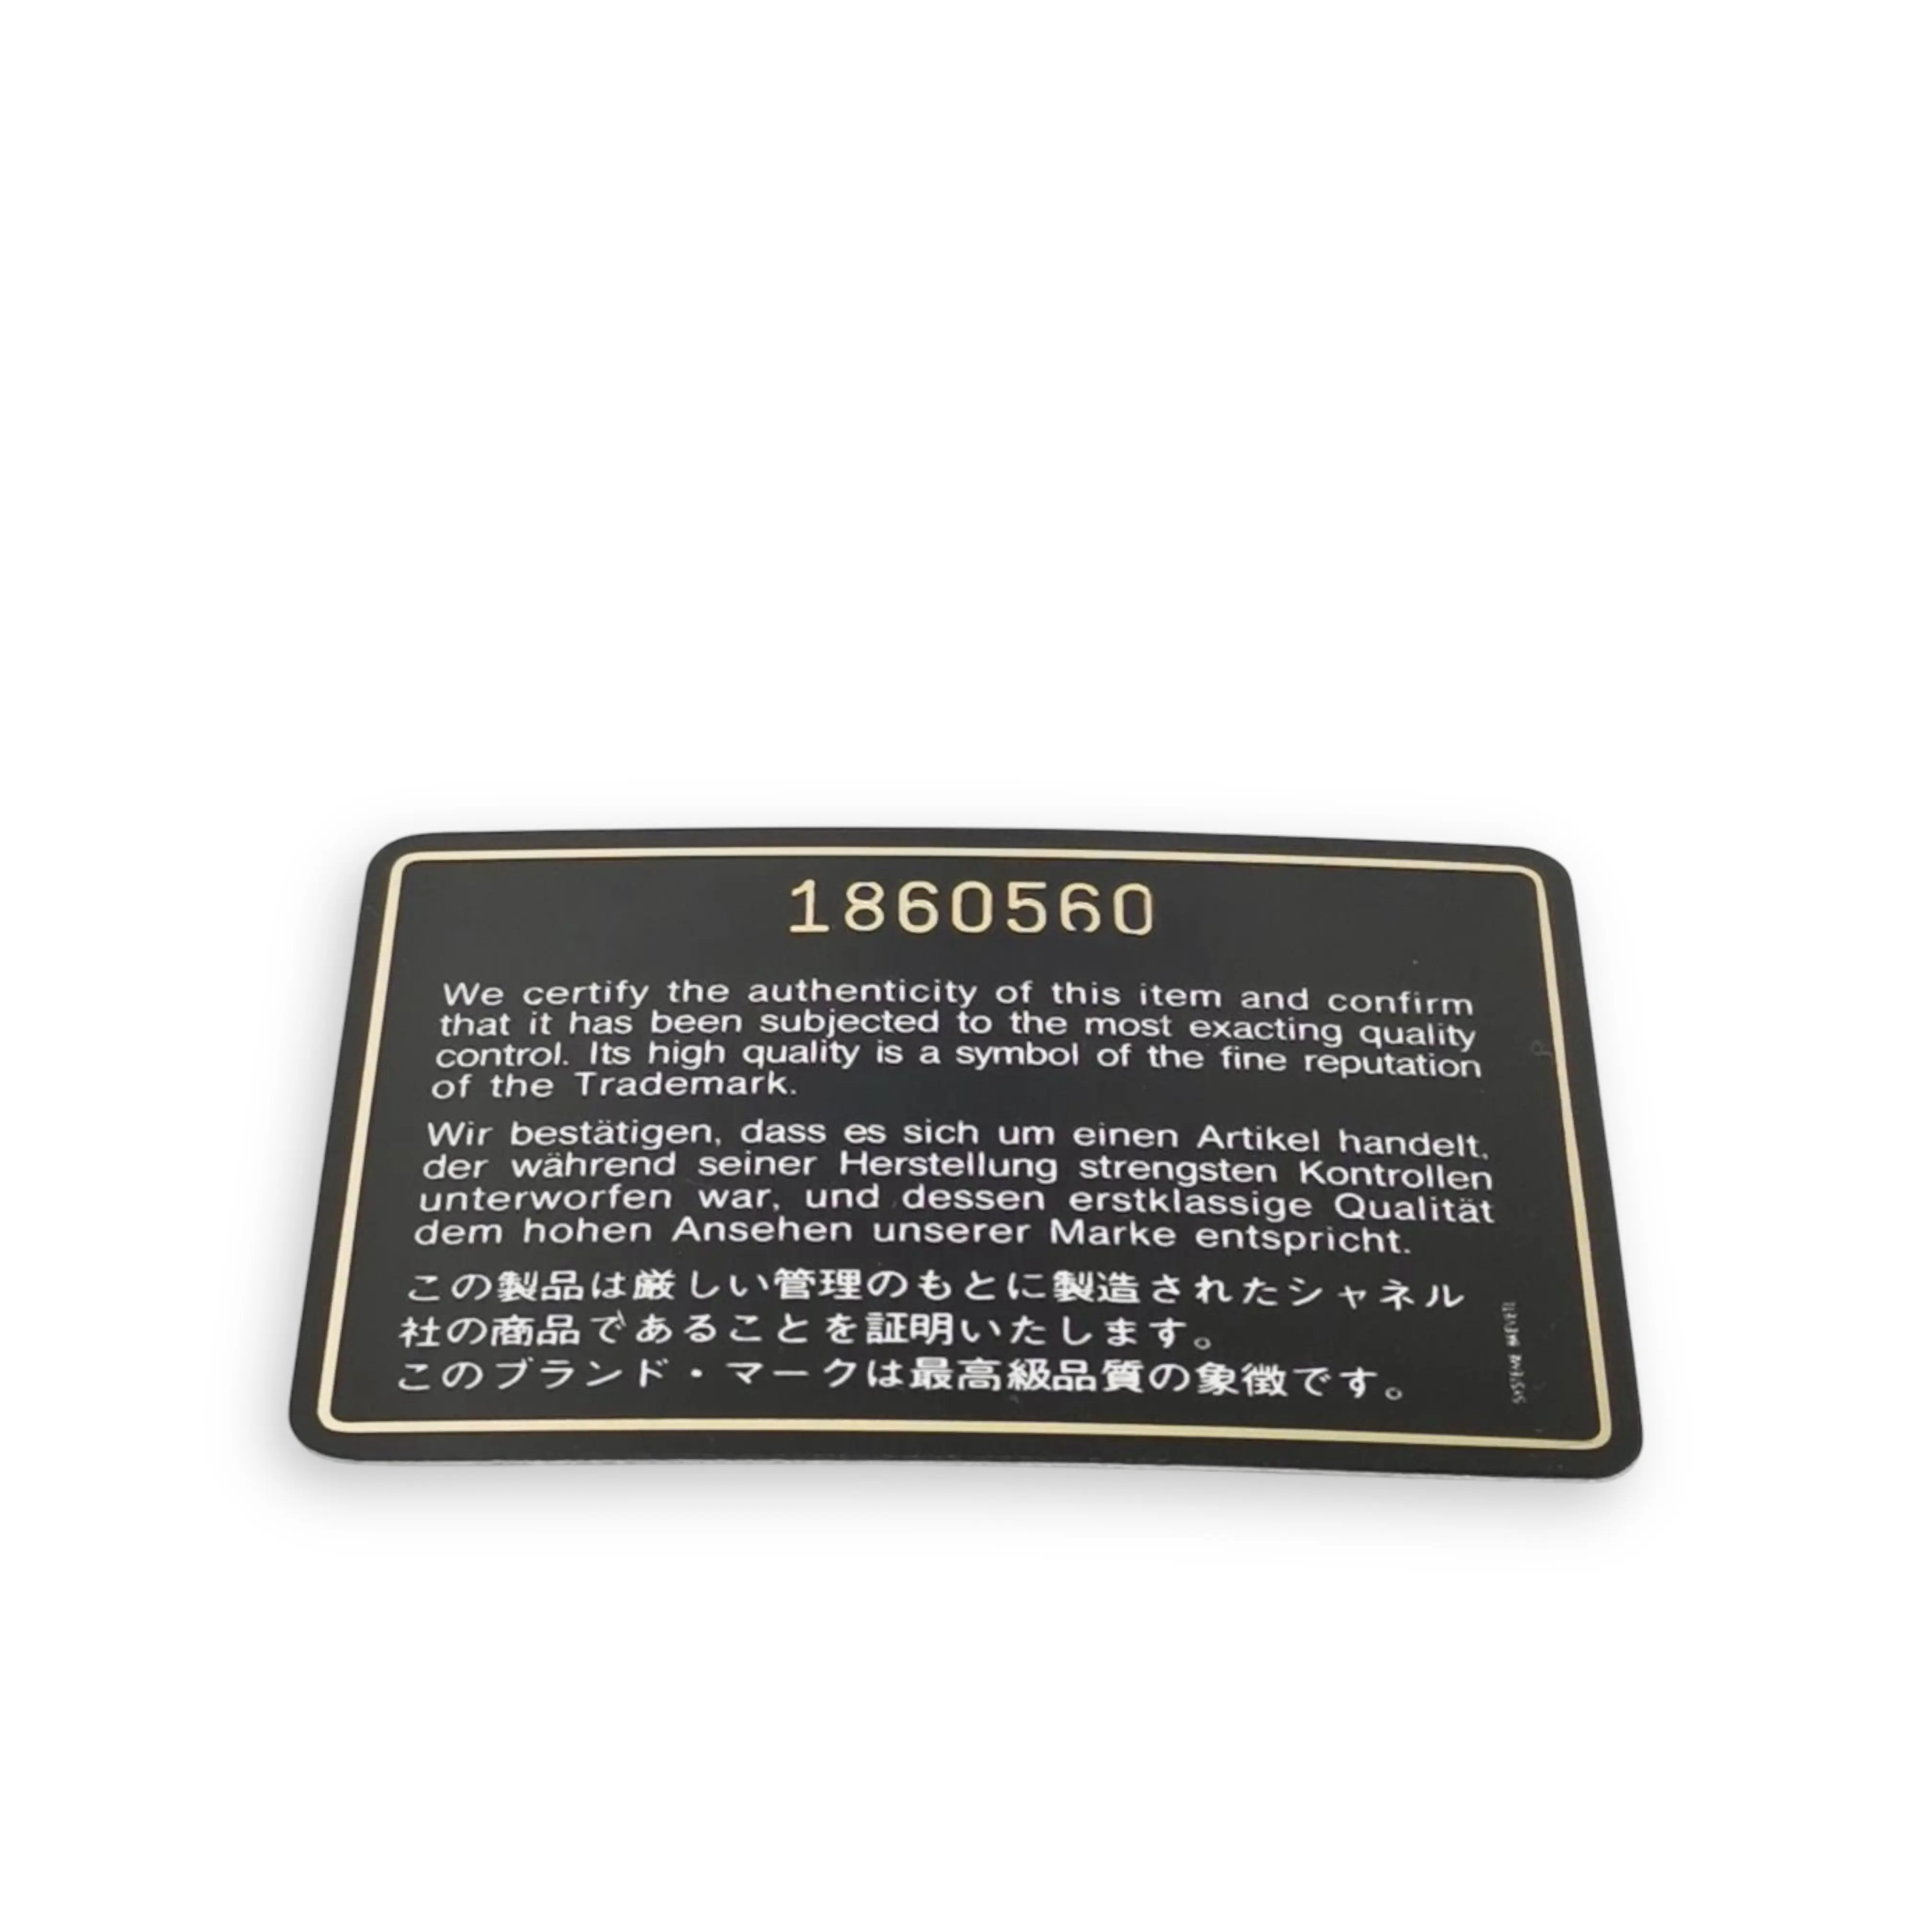 1860560
We certify the authenticity of this item and confirm
that it has been subjected to the most exacting quality
control. Its high quality is a symbol of the fine reputation
of the Trademark.
Wir bestätigen, dass es sich um einen Artikel handelt,
der während seiner Herstellung strengsten Kontrollen
unterworfen war, und dessen erstklassige Qualität
dem hohen Ansehen unserer Marke entspricht.
この製品は厳しい管理のもとに製造されたシャネル
社の商品であることを証明いたします。
このブランド・マークは最高級品質の象徴です。
SYSTEME